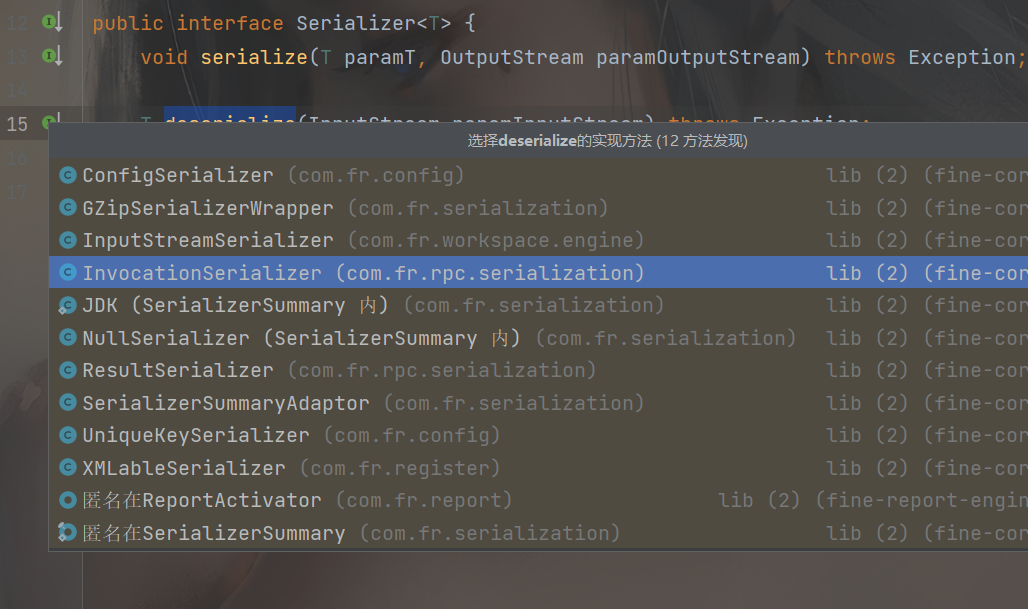 12 public interface Serializer<T> {
13 void serialize(T paramT, OutputStream paramOutputStream) throws Exception;
14
15 T deserialize(InputStream paramInputStream) throws Exception;
选择deserialize的实现方法 (12 方法发现)
16
17
ConfigSerializer (com.fr.config) lib (2) (fine-cor
GZipSerializerWrapper (com.fr.serialization) lib (2) (fine-cor
InputStreamSerializer (com.fr.workspace.engine) lib (2) (fine-cor
InvocationSerializer (com.fr.rpc.serialization) lib (2) (fine-cor
JDK (SerializerSummary 内) (com.fr.serialization) lib (2) (fine-cor
NullSerializer (SerializerSummary 内) (com.fr.serialization) lib (2) (fine-cor
ResultSerializer (com.fr.rpc.serialization) lib (2) (fine-cor
SerializerSummaryAdaptor (com.fr.serialization) lib (2) (fine-cor
UniqueKeySerializer (com.fr.config) lib (2) (fine-cor
XMLableSerializer (com.fr.register) lib (2) (fine-cor
匿名在ReportActivator (com.fr.report) lib (2) (fine-report-engin
匿名在SerializerSummary (com.fr.serialization) lib (2) (fine-cor